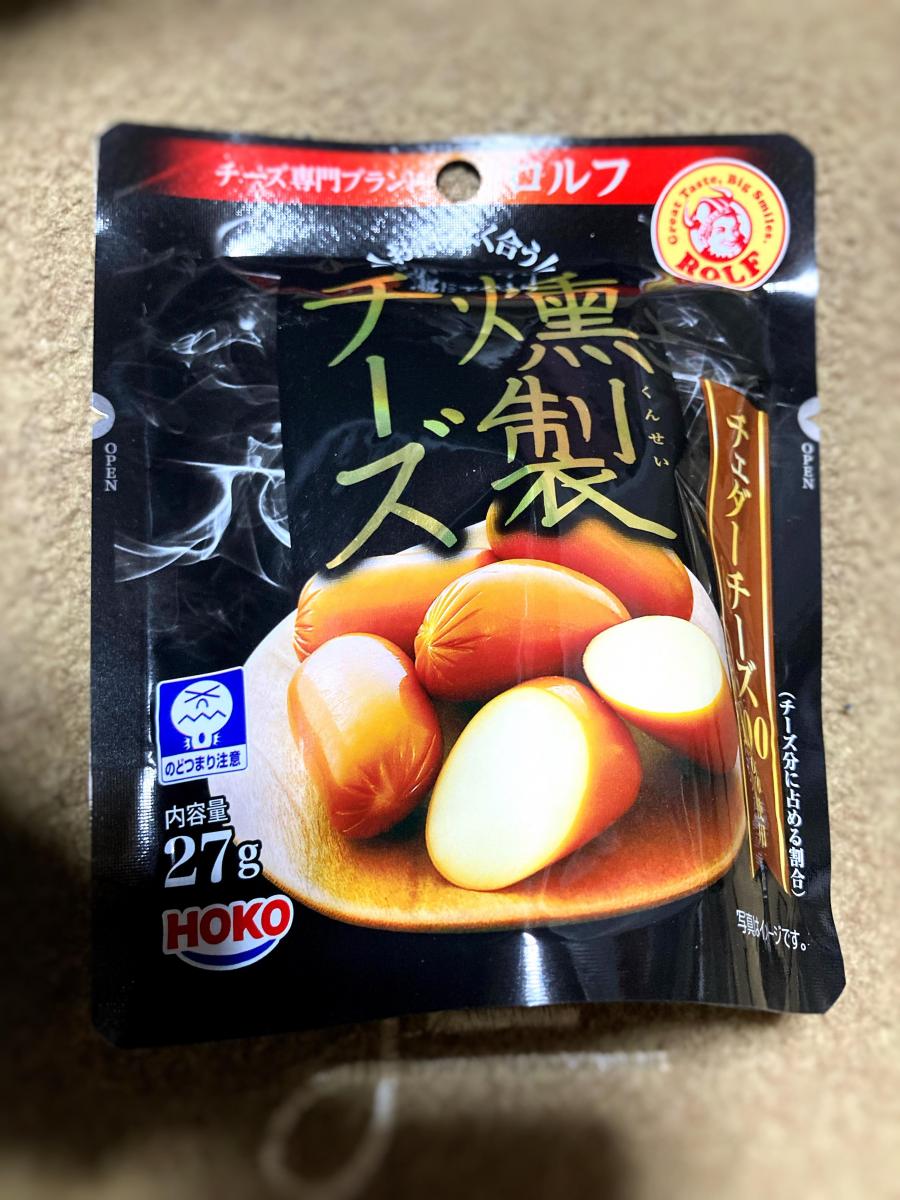 チーズ専門ブランド ロルフ
Great Taste, Big Smiles.
ROLF
合う
燻製
くんせい
チーズ
OPEN
OPEN
チェダーチーズ
(チーズ分に占める割合)
のどつまり注意
内容量
27g
HOKO
写真はイメージです。